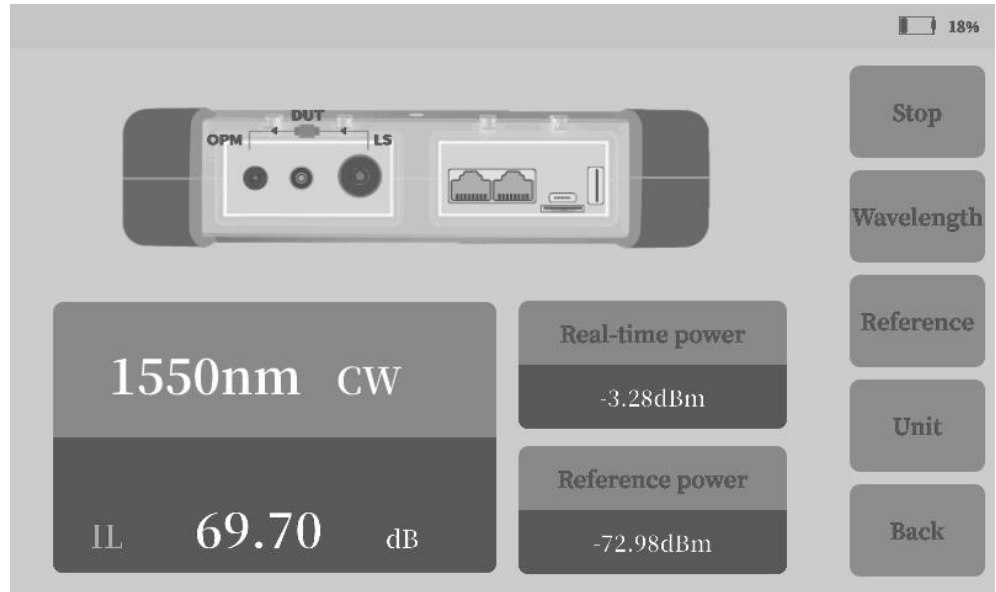 18%
DUT
OPM LS
Stop
Wavelength
Reference
Unit
Back
1550nm CW
IL 69.70 dB
Real-time power
-3.28dBm
Reference power
-72.98dBm